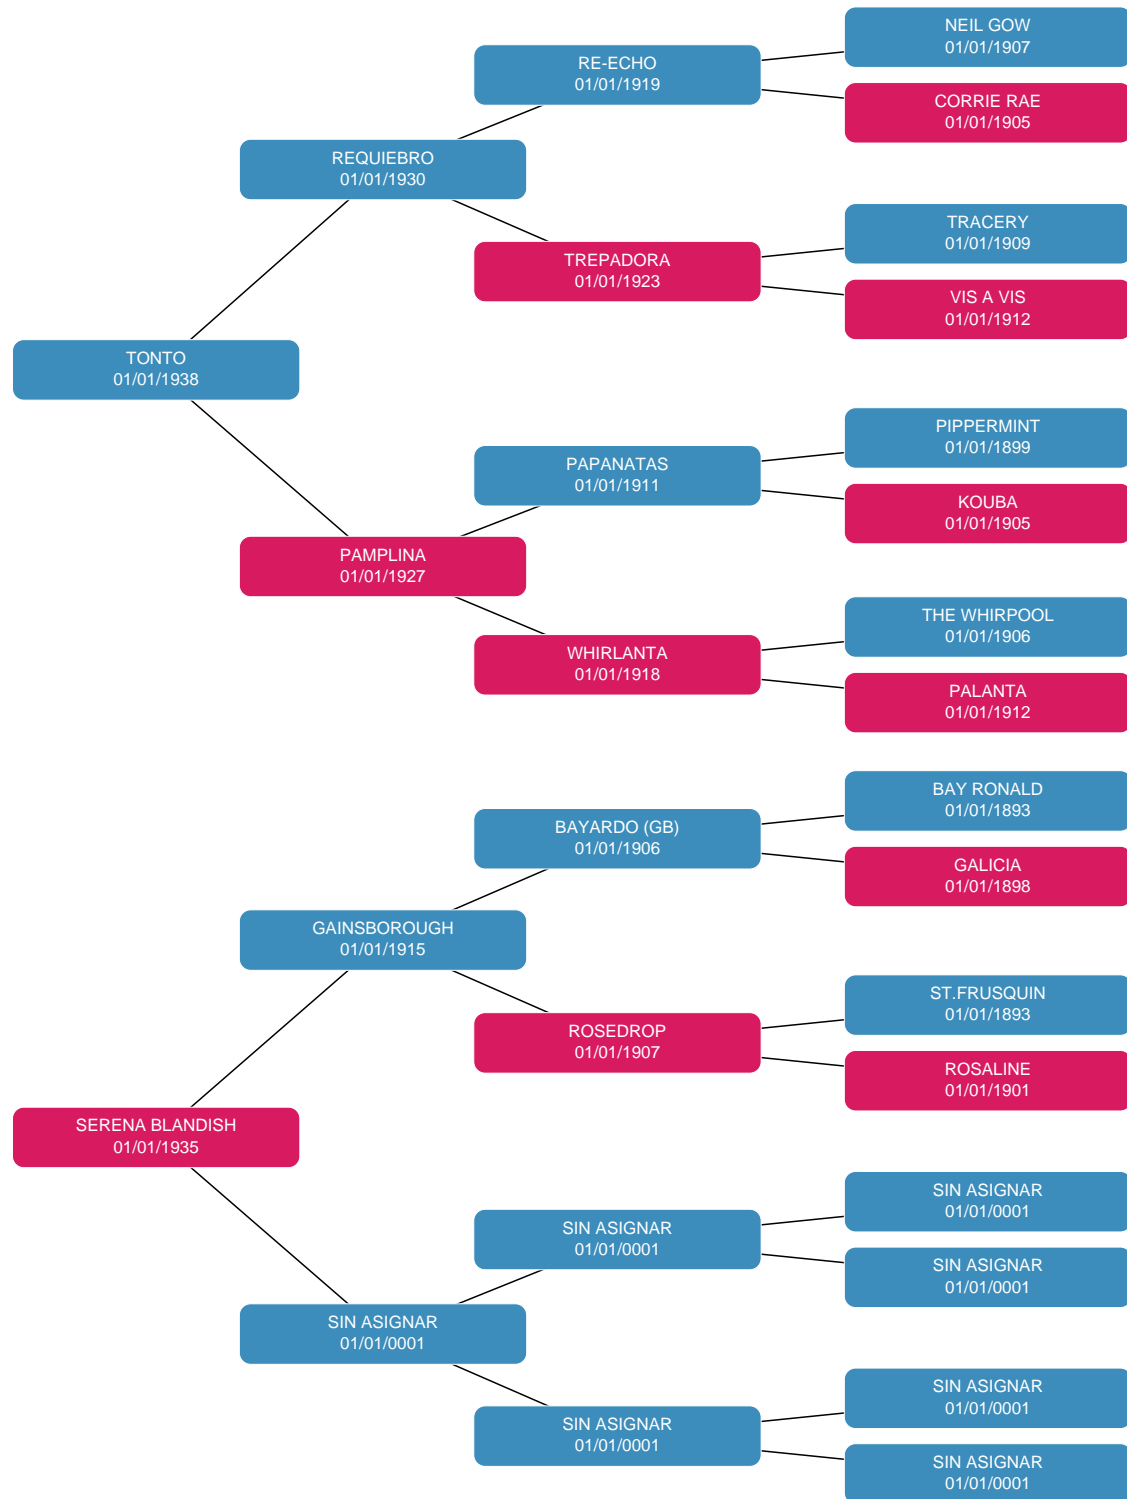 NEIL GOW
01/01/1907
RE-ECHO
01/01/1919
CORRIE RAE
01/01/1905
REQUIEBRO
01/01/1930
TRACERY
01/01/1909
TREPADORA
01/01/1923
VIS A VIS
01/01/1912
TONTO
01/01/1938
PIPPERMINT
01/01/1899
PAPANATAS
01/01/1911
KOUBA
01/01/1905
PAMPLINA
01/01/1927
THE WHIRPOOL
01/01/1906
WHIRLANTA
01/01/1918
PALANTA
01/01/1912
BAY RONALD
01/01/1893
BAYARDO (GB)
01/01/1906
GALICIA
01/01/1898
GAINSBOROUGH
01/01/1915
ST.FRUSQUIN
01/01/1893
ROSEDROP
01/01/1907
ROSALINE
01/01/1901
SERENA BLANDISH
01/01/1935
SIN ASIGNAR
01/01/0001
SIN ASIGNAR
01/01/0001
SIN ASIGNAR
01/01/0001
SIN ASIGNAR
01/01/0001
SIN ASIGNAR
01/01/0001
SIN ASIGNAR
01/01/0001
SIN ASIGNAR
01/01/0001